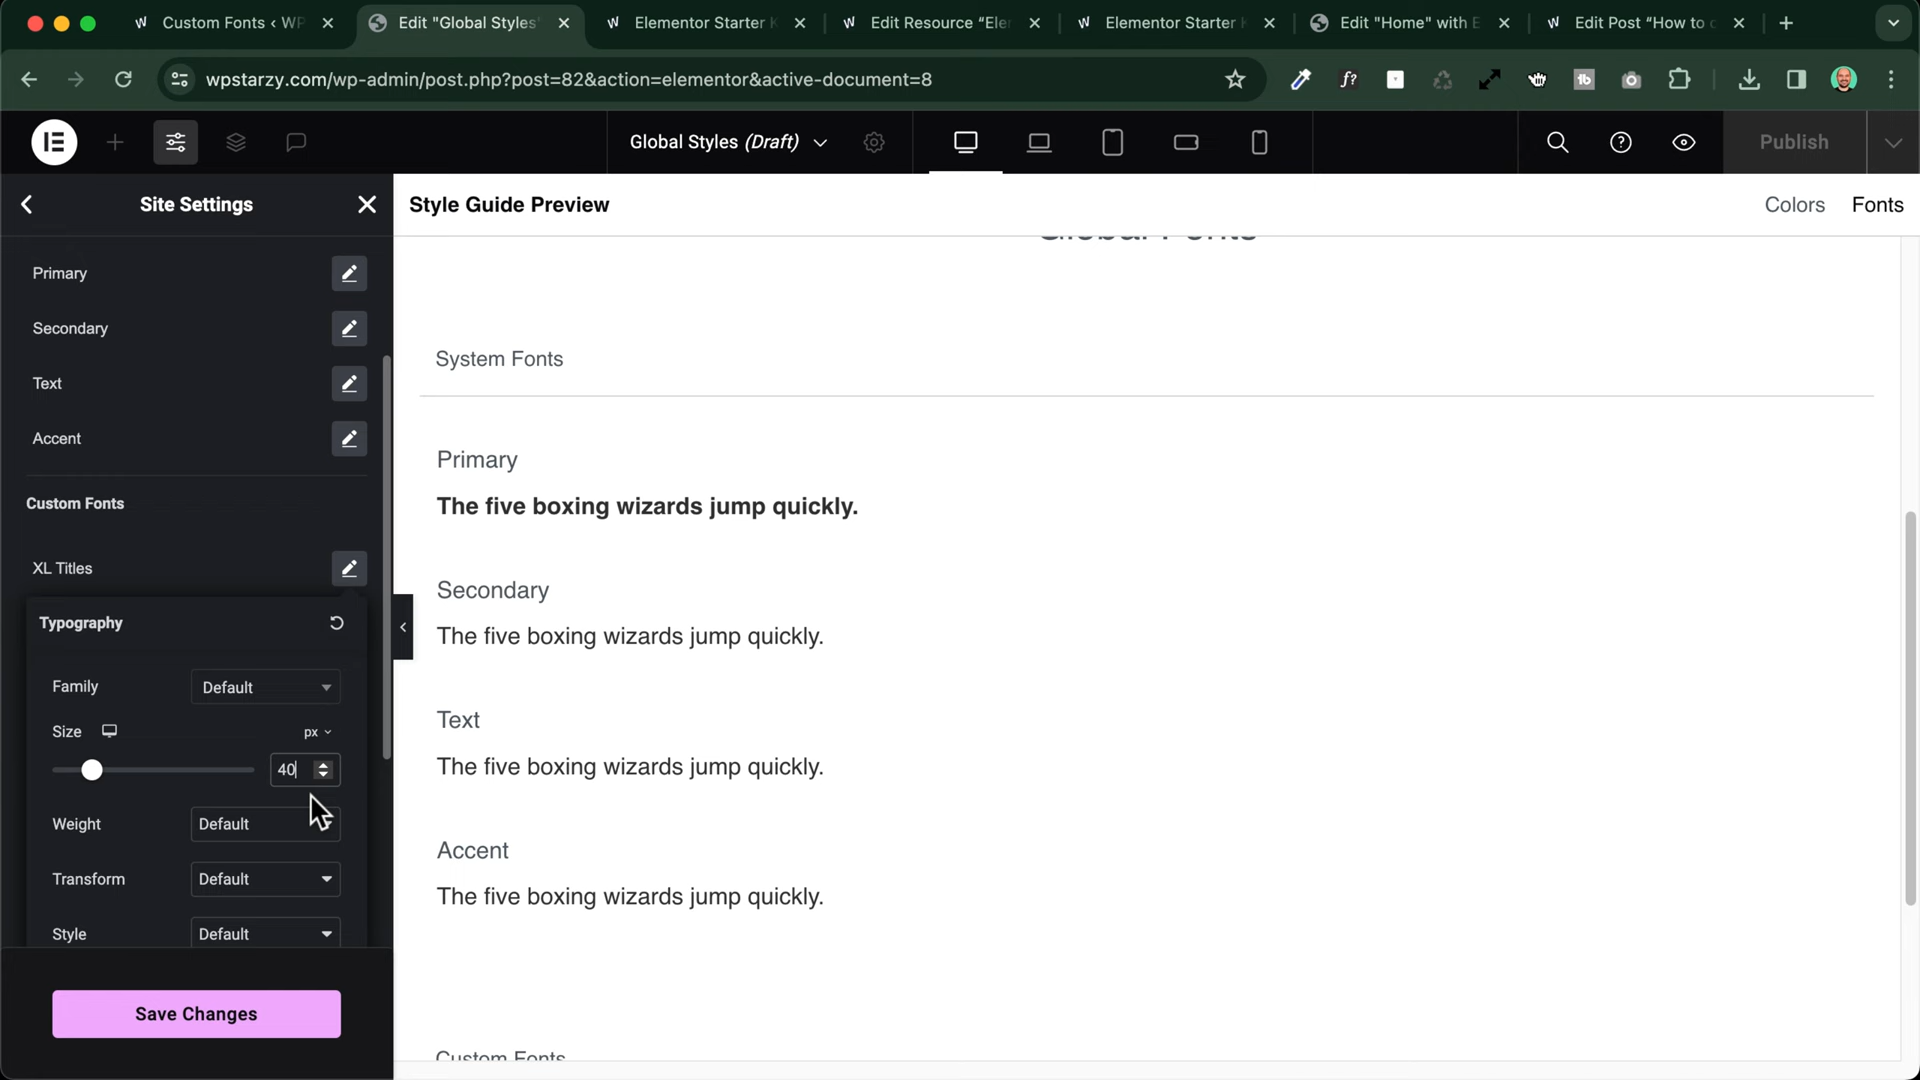 Custom Fonts ‹ WP
Edit "Global Styles"
Elementor Starter K
Edit Resource “Ele
Elementor Starter K
Edit "Home" with E
Edit Post “How to c
wpstarzy.com/wp-admin/post.php?post=82&action=elementor&active-document=8
f?
tb
Global Styles (Draft)
Publish
Site Settings
Style Guide Preview
Colors
Fonts
Primary
Secondary
Text
Accent
Custom Fonts
XL Titles
Typography
Family
Default
Size
px
40
Weight
Default
Transform
Default
Style
Default
Save Changes
Global Fonts
System Fonts
Primary
The five boxing wizards jump quickly.
Secondary
The five boxing wizards jump quickly.
Text
The five boxing wizards jump quickly.
Accent
The five boxing wizards jump quickly.
Custom Fonts